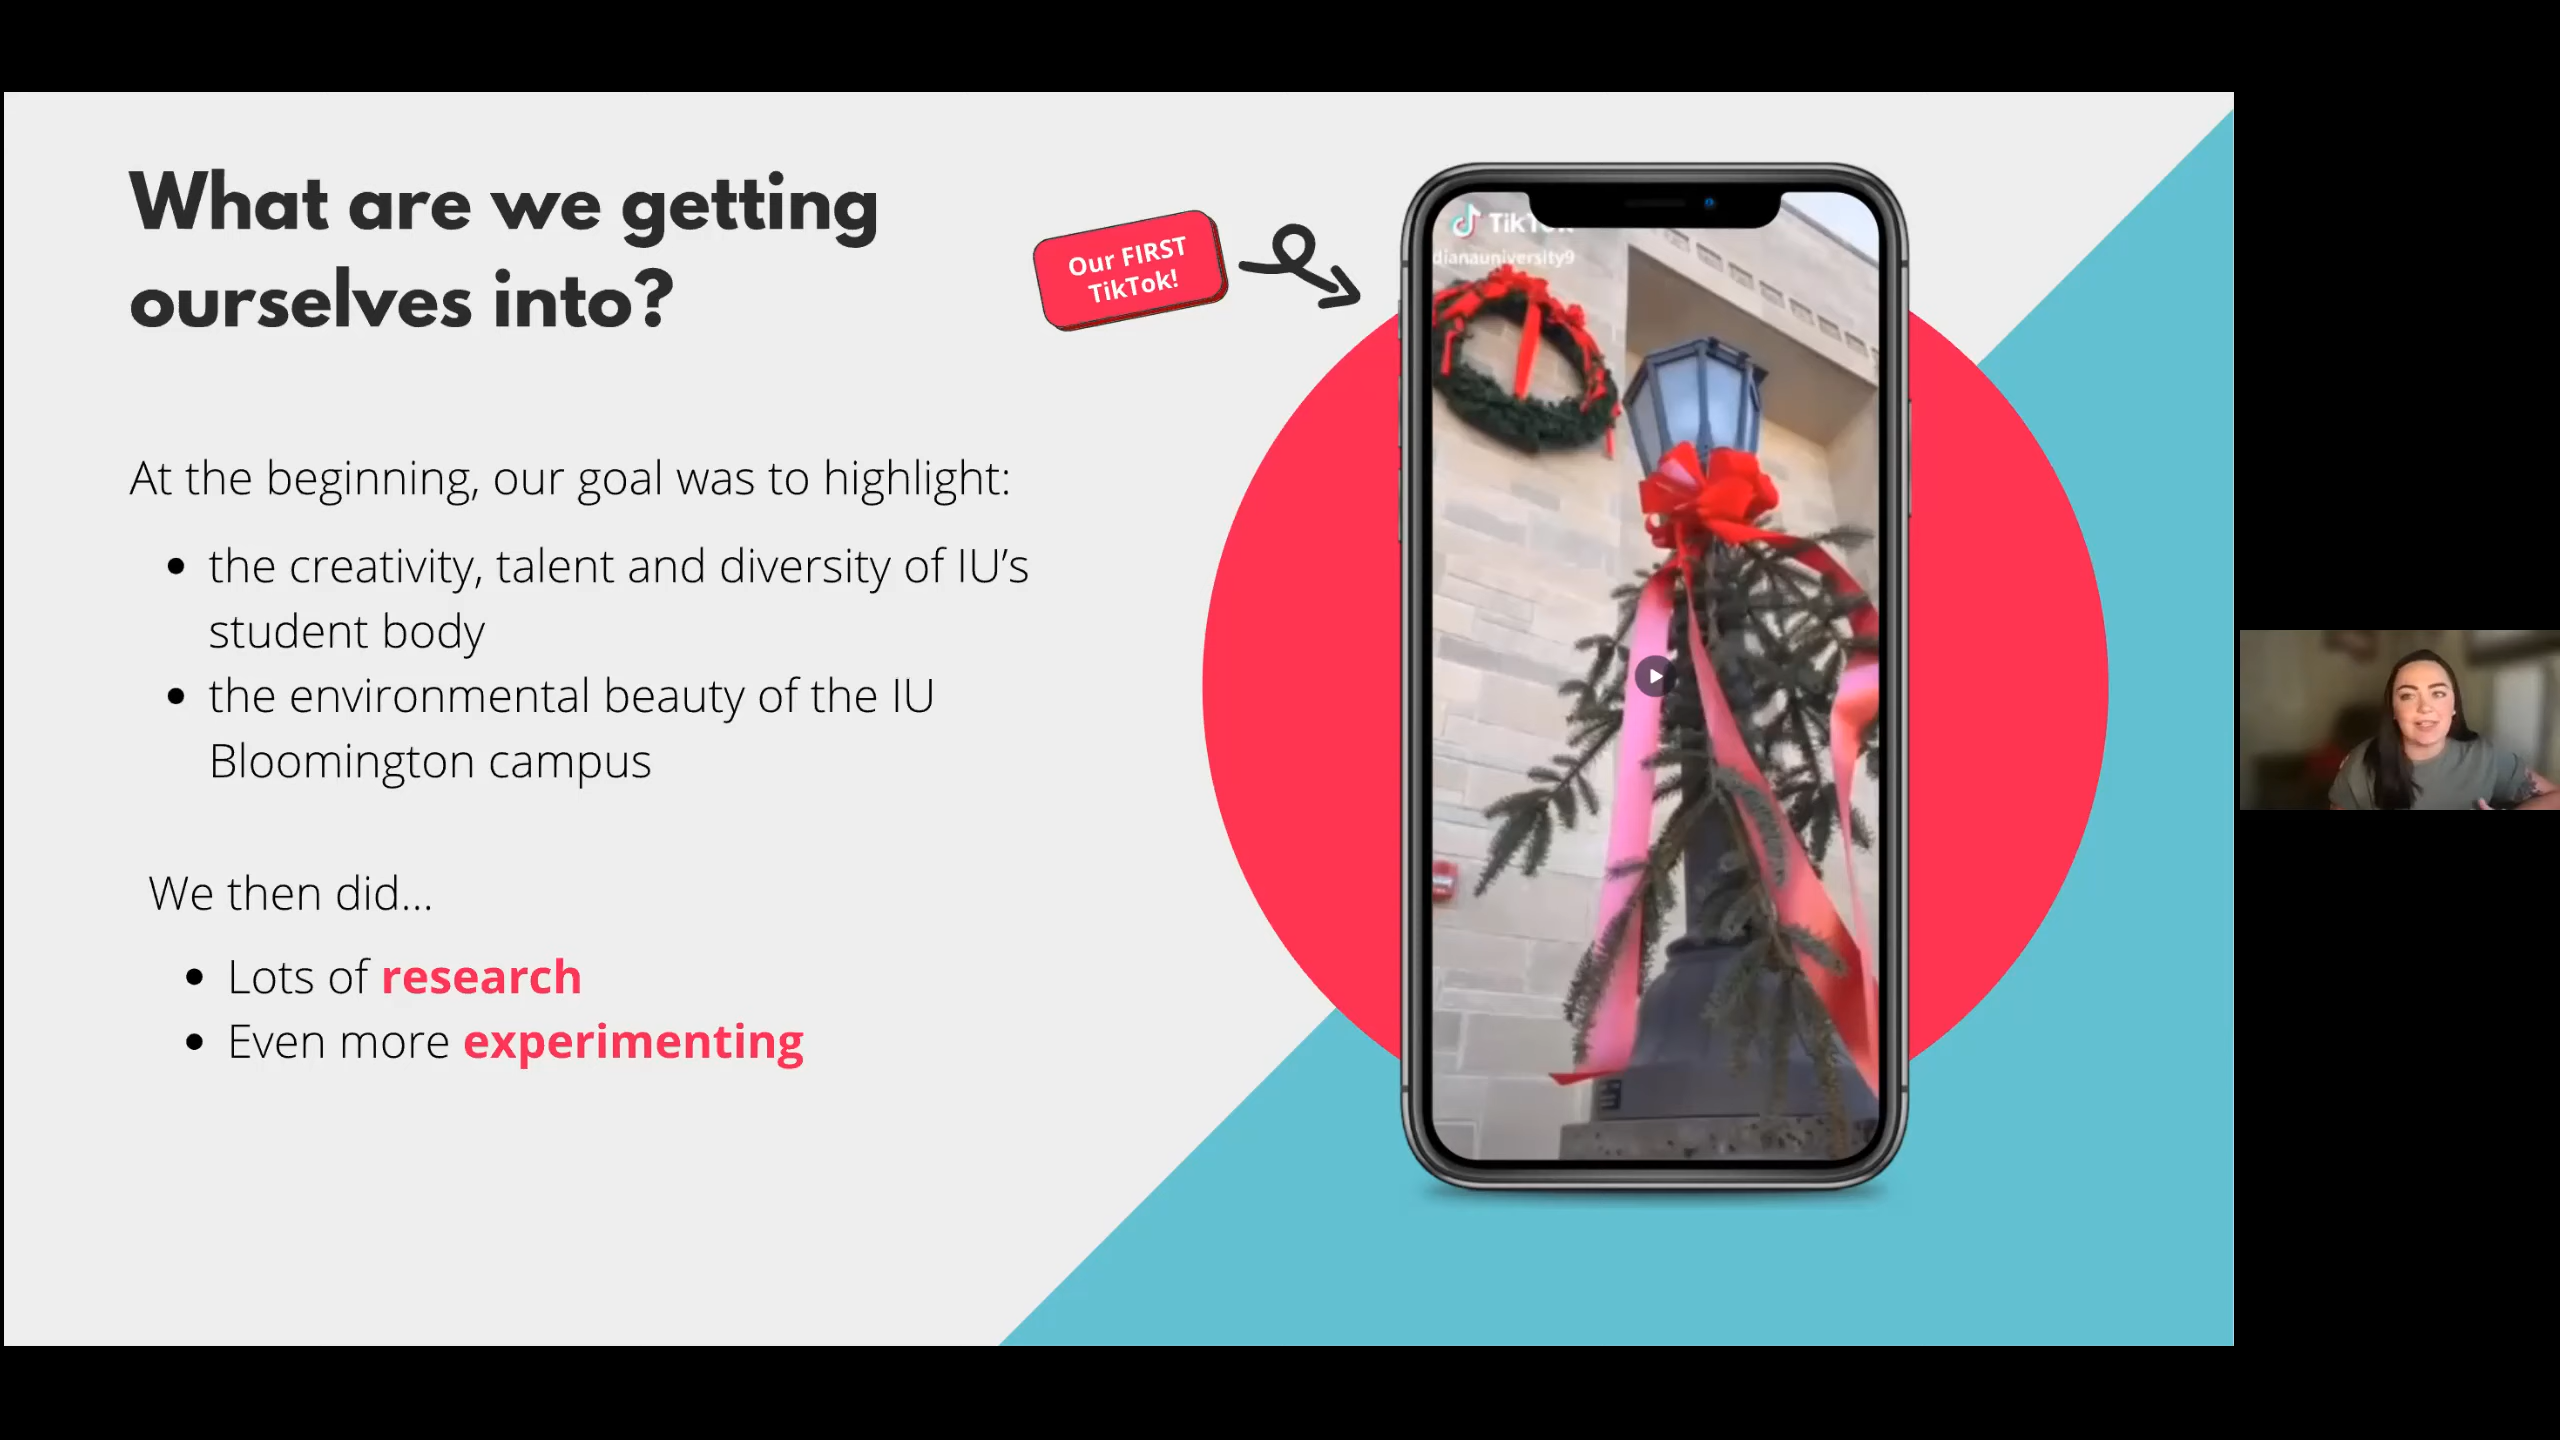 What are we getting
ourselves into?
Our FIRST
TikTok!
At the beginning, our goal was to highlight:
• the creativity, talent and diversity of IU’s
student body
• the environmental beauty of the IU
Bloomington campus
We then did...
• Lots of research
• Even more experimenting
dianauniversity9